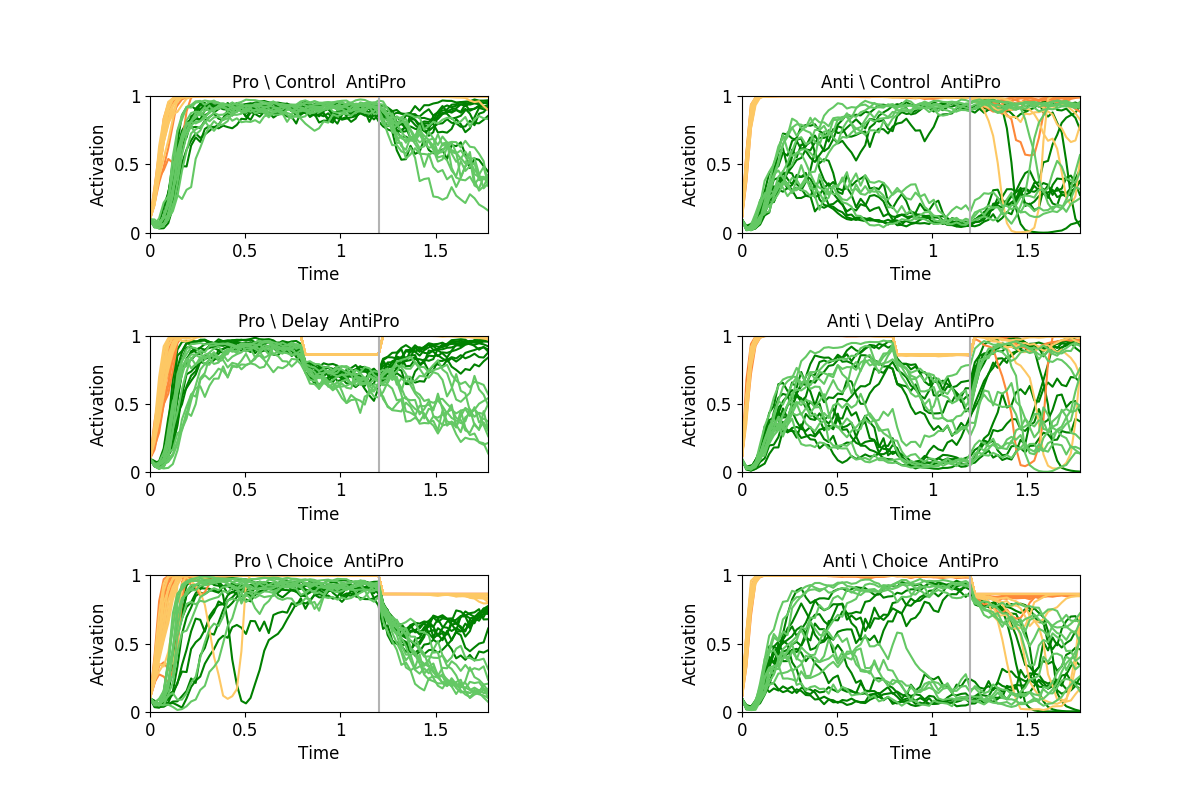 Pro \ Control  AntiPro
1
0.5
0
Activation
0
0.5
1
1.5
Time
Anti \ Control  AntiPro
1
0.5
0
Activation
0
0.5
1
1.5
Time
Pro \ Delay  AntiPro
1
0.5
0
Activation
0
0.5
1
1.5
Time
Anti \ Delay  AntiPro
1
0.5
0
Activation
0
0.5
1
1.5
Time
Pro \ Choice  AntiPro
1
0.5
0
Activation
0
0.5
1
1.5
Time
Anti \ Choice  AntiPro
1
0.5
0
Activation
0
0.5
1
1.5
Time